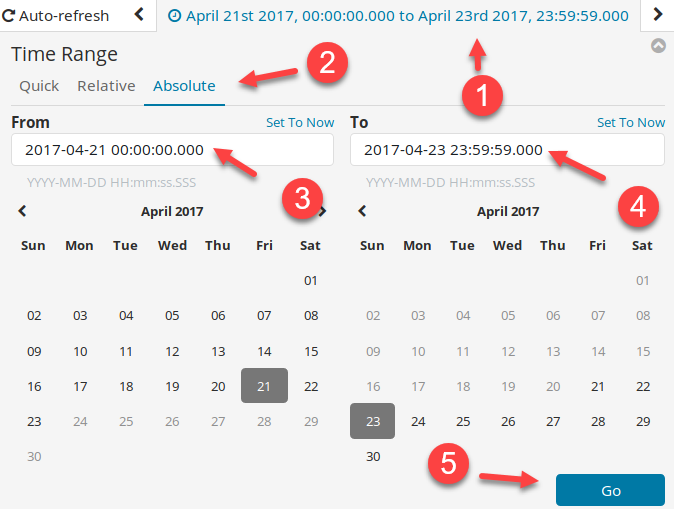 Auto-refresh April 21st 2017, 00:00:00.000 to April 23rd 2017, 23:59:59.000
1
Time Range
2
Quick Relative Absolute
From Set To Now To Set To Now
2017-04-21 00:00:00.000 2017-04-23 23:59:59.000
YYYY-MM-DD HH:mm:ss.SSS YYYY-MM-DD HH:mm:ss.SSS
3 4
April 2017 April 2017
Sun Mon Tue Wed Thu Fri Sat Sun Mon Tue Wed Thu Fri Sat
01 01
02 03 04 05 06 07 08 02 03 04 05 06 07 08
09 10 11 12 13 14 15 09 10 11 12 13 14 15
16 17 18 19 20 21 22 16 17 18 19 20 21 22
23 24 25 26 27 28 29 23 24 25 26 27 28 29
30 30
5
Go